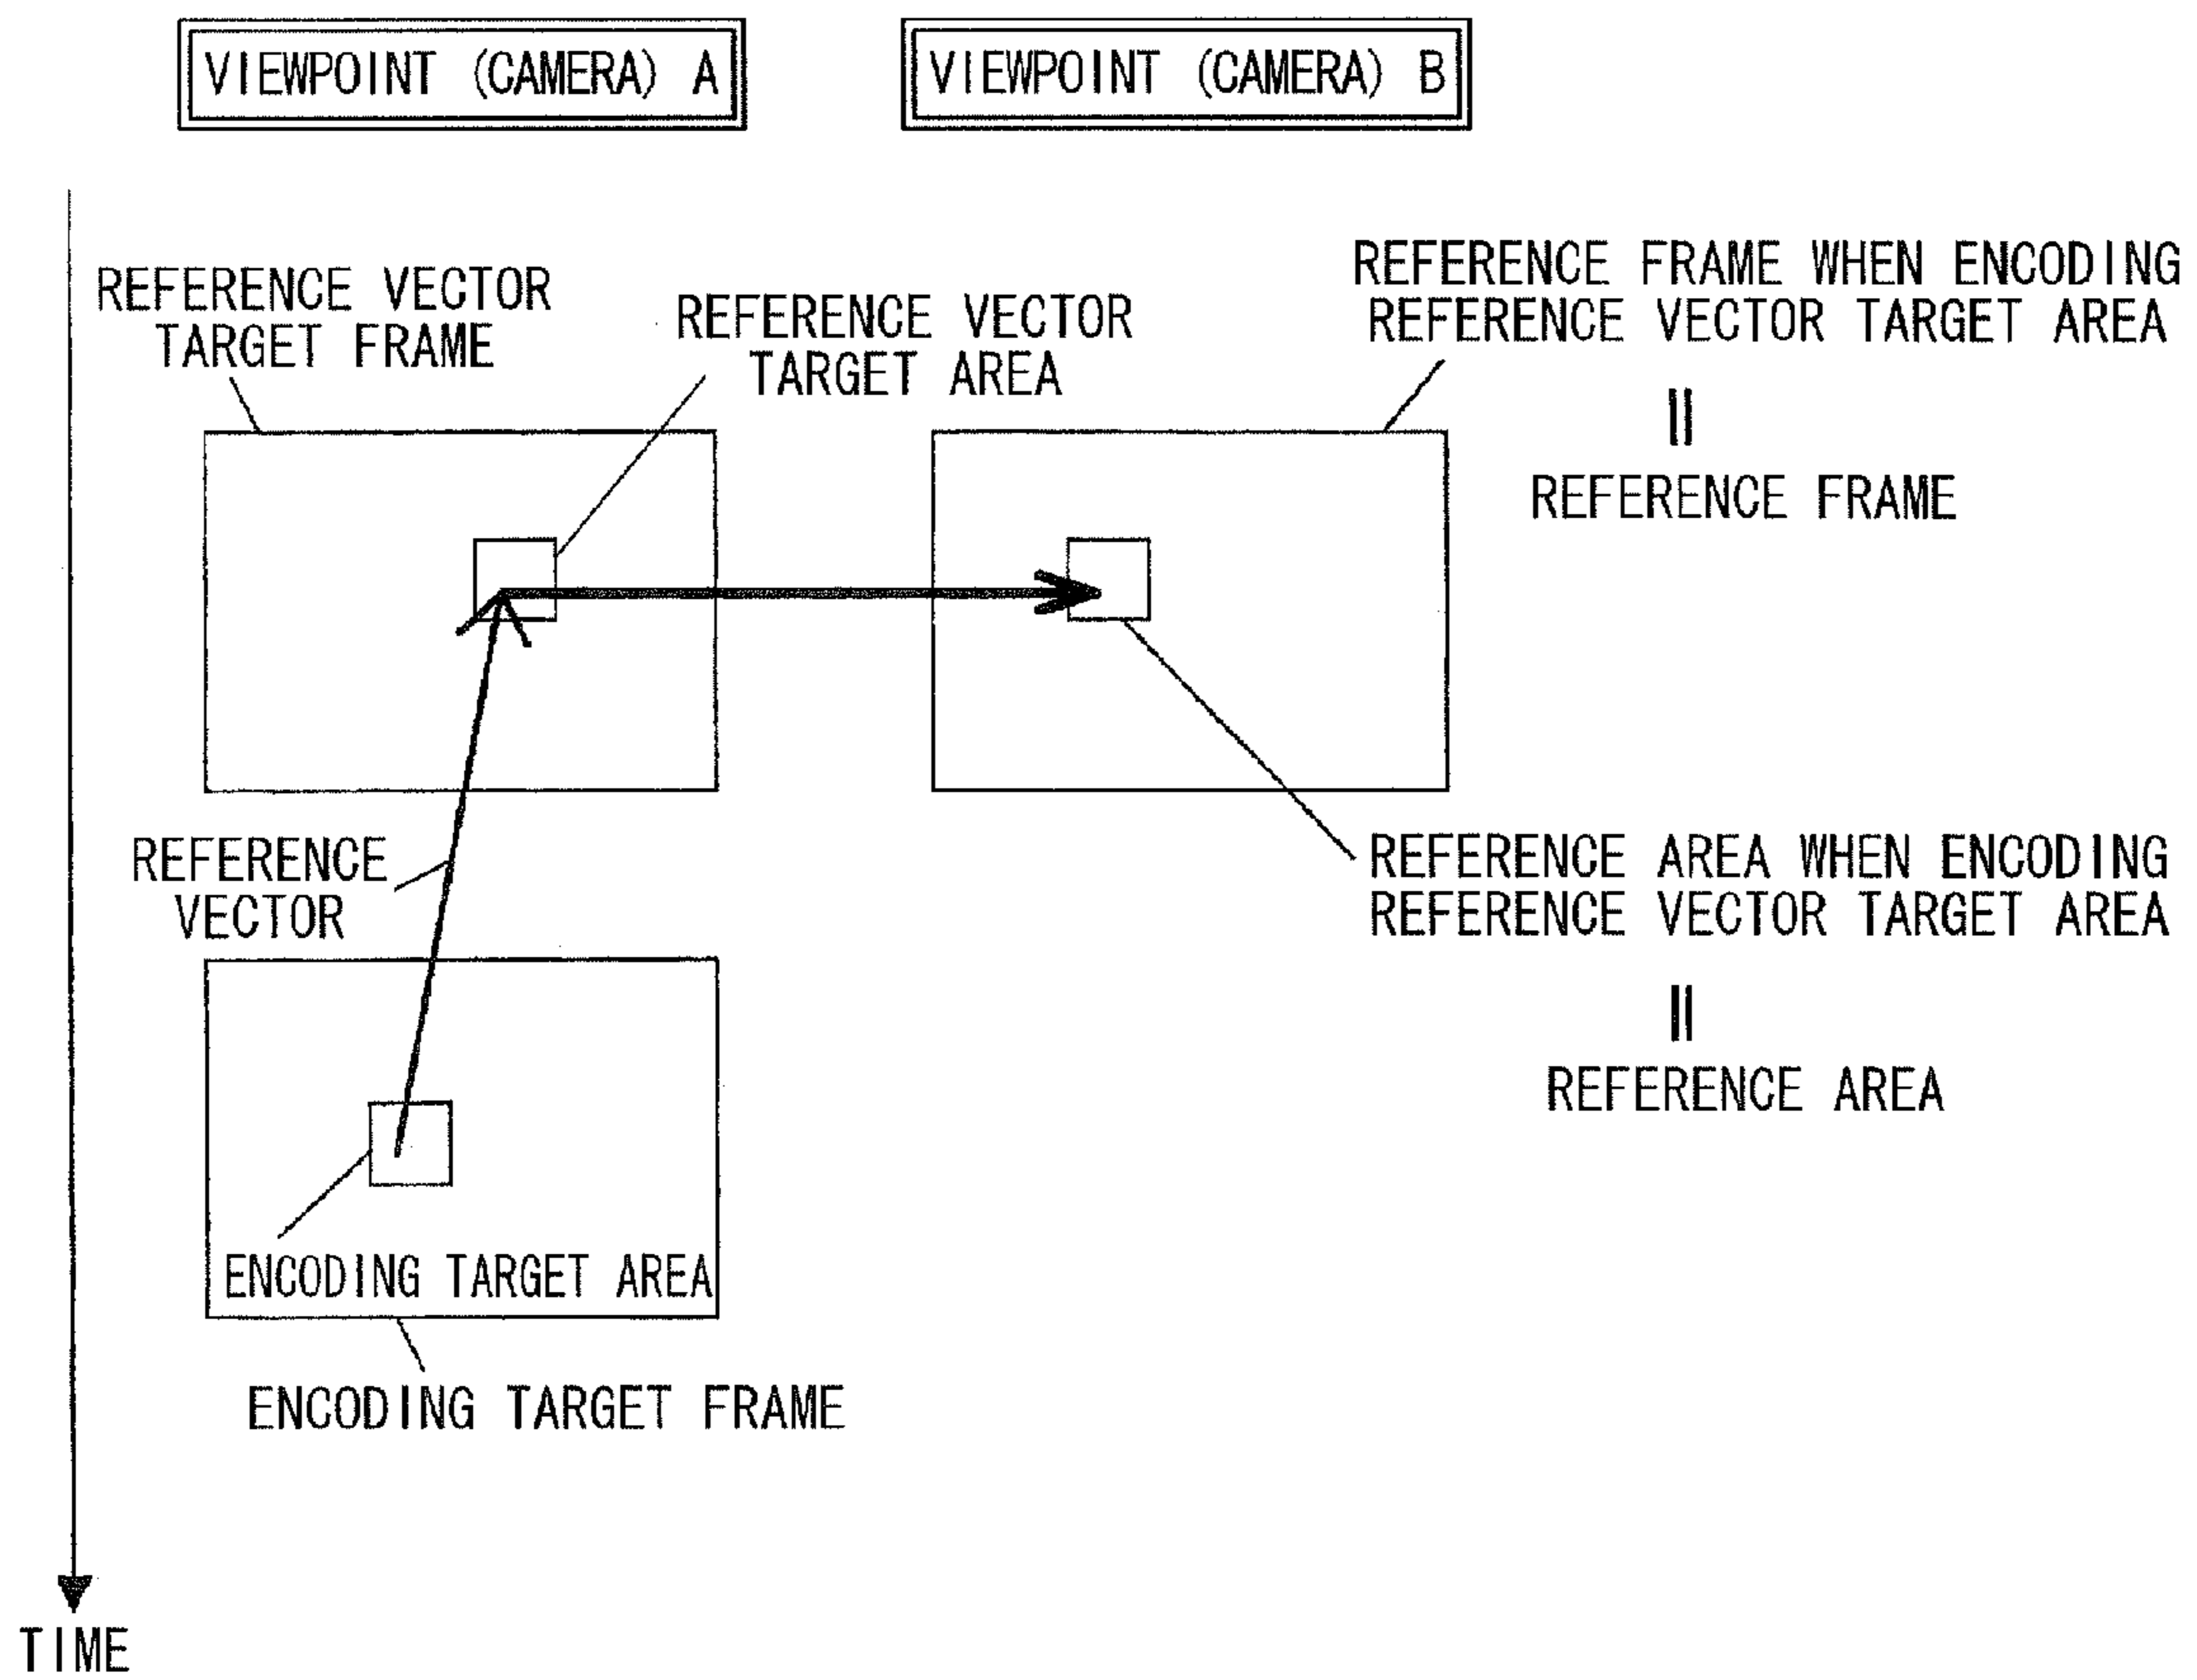 VIEWPOINT (CAMERA) A
VIEWPOINT (CAMERA) B
REFERENCE VECTOR
TARGET FRAME
REFERENCE VECTOR
TARGET AREA
REFERENCE FRAME WHEN ENCODING
REFERENCE VECTOR TARGET AREA
||
REFERENCE FRAME
REFERENCE
VECTOR
REFERENCE AREA WHEN ENCODING
REFERENCE VECTOR TARGET AREA
||
REFERENCE AREA
ENCODING TARGET AREA
ENCODING TARGET FRAME
TIME